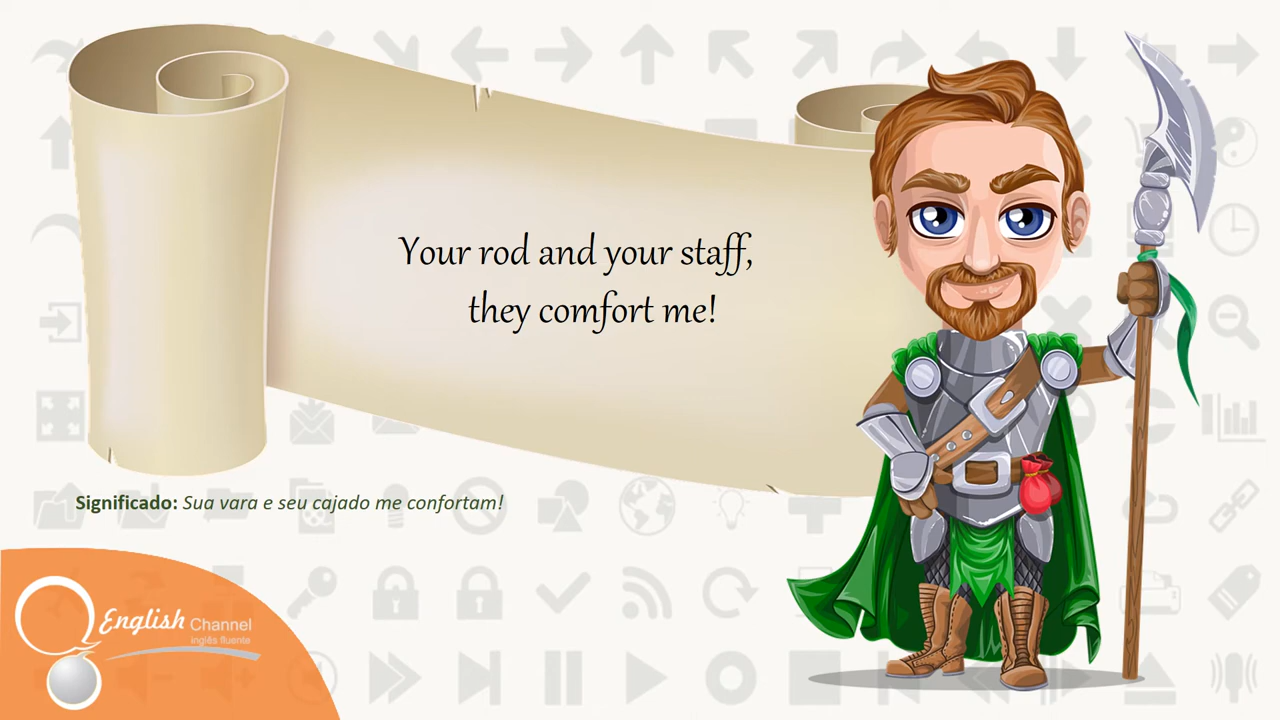 Your rod and your staff,
they comfort me!
Significado: Sua vara e seu cajado me confortam!
English Channel
inglês fluente